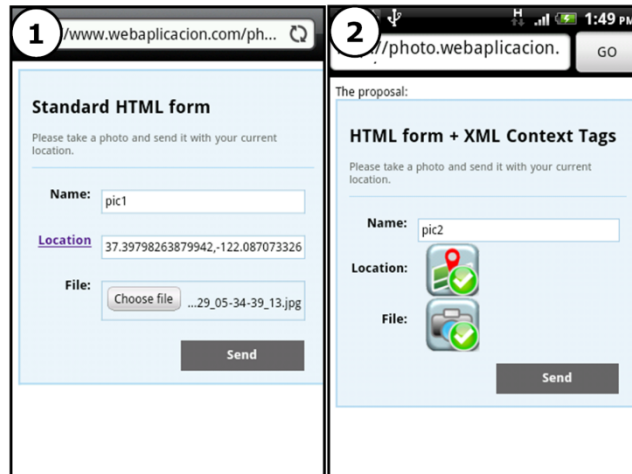 1
/www.webaplicacion.com/ph...
Standard HTML form
Please take a photo and send it with your current
location.
Name:
pic1
Location
37.39798263879942,-122.087073326
File:
Choose file
...29_05-34-39_13.jpg
Send
2
H
1:49 PM
//photo.webaplicacion.
GO
The proposal:
HTML form + XML Context Tags
Please take a photo and send it with your current
location.
Name:
pic2
Location:
File:
Send